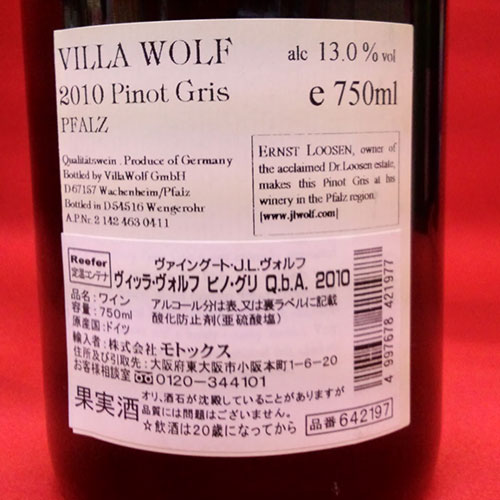 VILLA WOLF
alc 13.0 % vol
2010 Pinot Gris
e 750ml
PFALZ
Qualitätswein . Produce of Germany
Bottled by VillaWolf GmbH
D 67157 Wachenheim/Pfalz
Bottled in D 54516 Wengerohr
A.P.Nr. 2 142 463 04 11
ERNST LOOSEN, owner of
the acclaimed Dr.Loosen estate,
makes this Pinot Gris at his
winery in the Pfalz region.
[www.jlwolf.com]
Reefer
定温コンテナ
ヴァイングート・J.L.ヴォルフ
ヴィッラ・ヴォルフ ピノ・グリ Q.b.A. 2010
品名：ワイン
アルコール分は表、又は裏ラベルに記載
容量：750ml
酸化防止剤(亜硫酸塩)
原産国：ドイツ
輸入者：株式会社 モトックス
住所及び引取先：大阪府東大阪市小阪本町1-6-20
お客様相談室 0120-344101
果実酒
オリ、酒石が沈殿していることがありますが
品質には問題はございません。
☆飲酒は20歳になってから
品番 642197
4 997678 421977